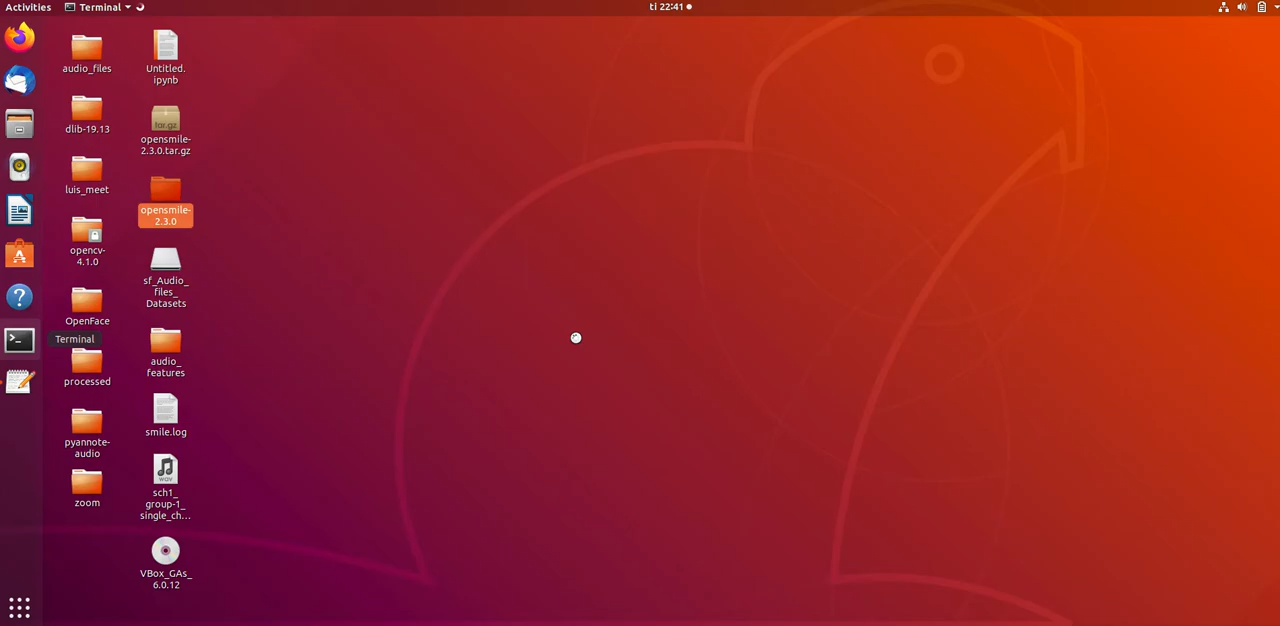 Activities
Terminal
ti 22:41
audio_files
dlib-19.13
luis_meet
opencv-
4.1.0
OpenFace
Terminal
processed
pyannote-
audio
zoom
Untitled.
ipynb
tar.gz
opensmile-
2.3.0.tar.gz
opensmile-
2.3.0
sf_Audio_
files_
Datasets
audio_
features
smile.log
wav
sch1_
group-1_
single_ch...
VBox_GAs_
6.0.12